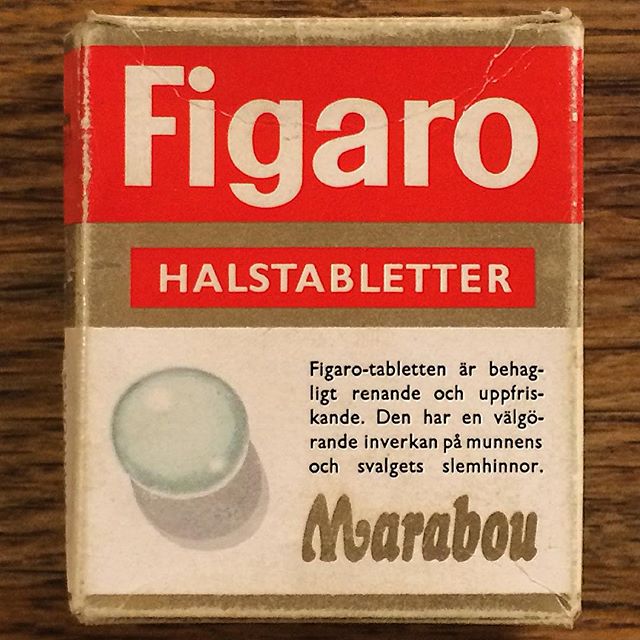 Figaro
HALSTABLETTER
Figaro-tabletten är behag-
ligt renande och uppfris-
kande. Den har en välgö-
rande inverkan på munnens
och svalgets slemhinnor.
Marabou